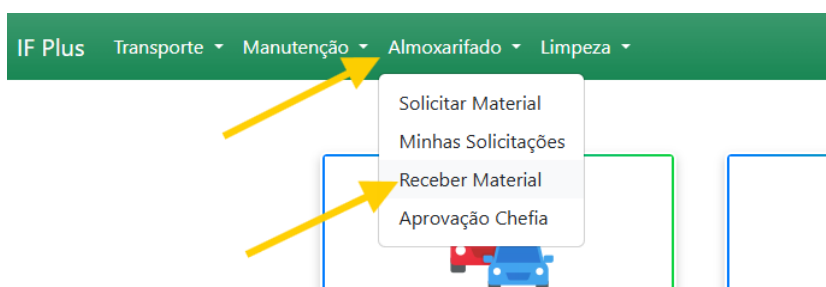 IF Plus Transporte Manutenção Almoxarifado Limpeza
Solicitar Material
Minhas Solicitações
Receber Material
Aprovação Chefia